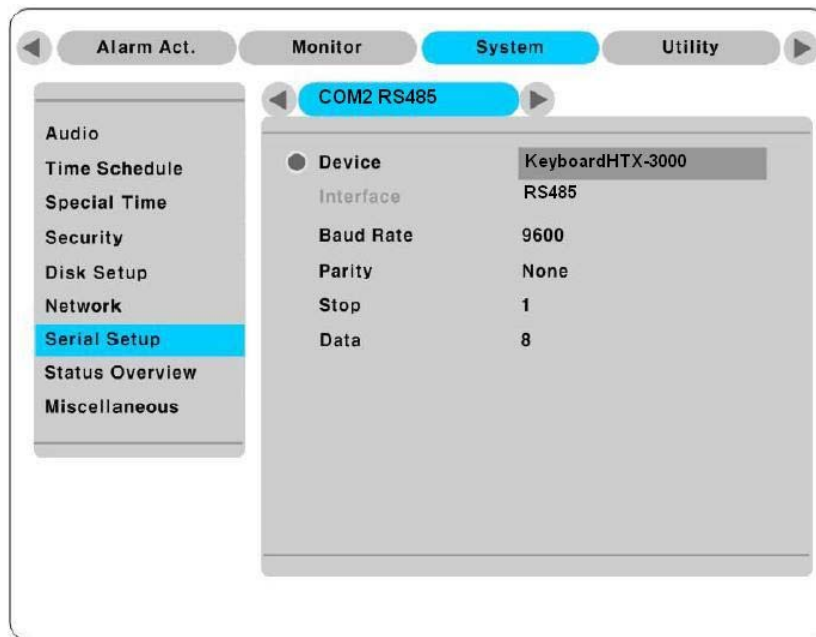 Alarm Act. Monitor System Utility
COM2 RS485
Audio
Time Schedule
Special Time
Security
Disk Setup
Network
Serial Setup
Status Overview
Miscellaneous
Device KeyboardHTX-3000
Interface RS485
Baud Rate 9600
Parity None
Stop 1
Data 8